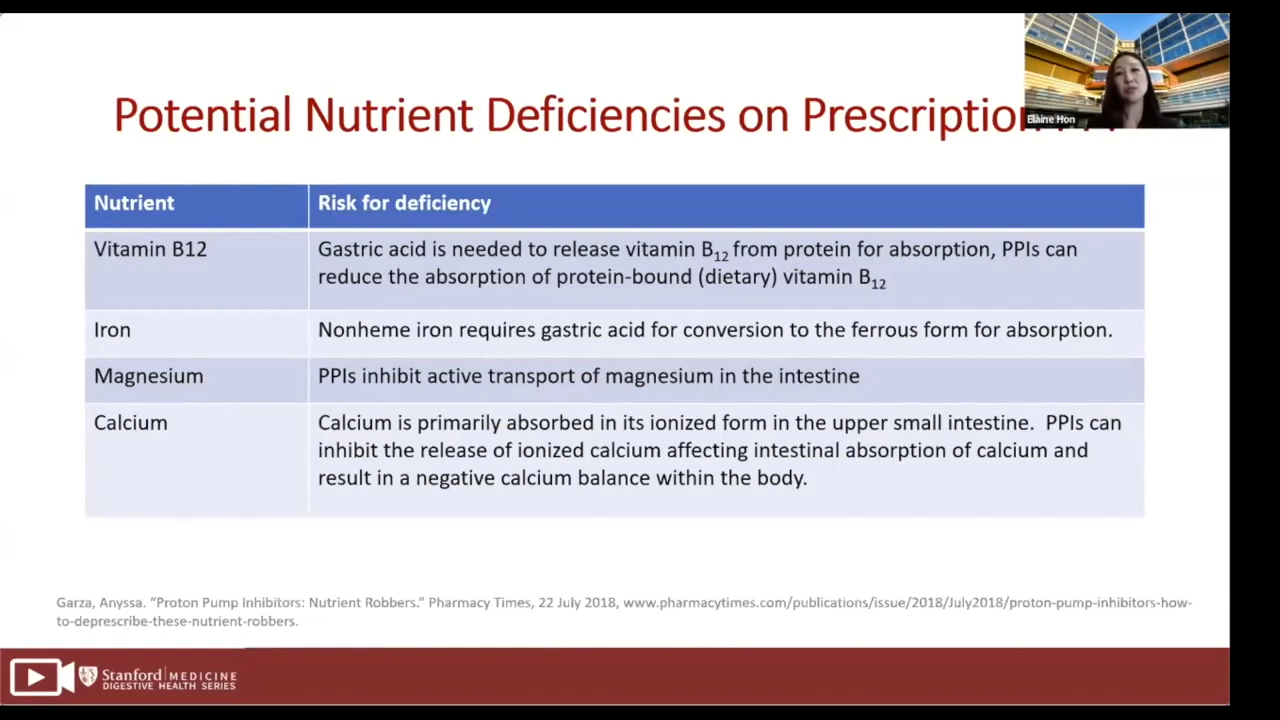 Potential Nutrient Deficiencies on Prescription
Elaine Hon
Nutrient
Risk for deficiency
Vitamin B12
Gastric acid is needed to release vitamin B12 from protein for absorption, PPIs can
reduce the absorption of protein-bound (dietary) vitamin B12
Iron
Nonheme iron requires gastric acid for conversion to the ferrous form for absorption.
Magnesium
PPIs inhibit active transport of magnesium in the intestine
Calcium
Calcium is primarily absorbed in its ionized form in the upper small intestine. PPIs can
inhibit the release of ionized calcium affecting intestinal absorption of calcium and
result in a negative calcium balance within the body.
Garza, Anyssa. “Proton Pump Inhibitors: Nutrient Robbers.” Pharmacy Times, 22 July 2018, www.pharmacytimes.com/publications/issue/2018/July2018/proton-pump-inhibitors-how-
to-deprescribe-these-nutrient-robbers.
Stanford MEDICINE
DIGESTIVE HEALTH SERIES